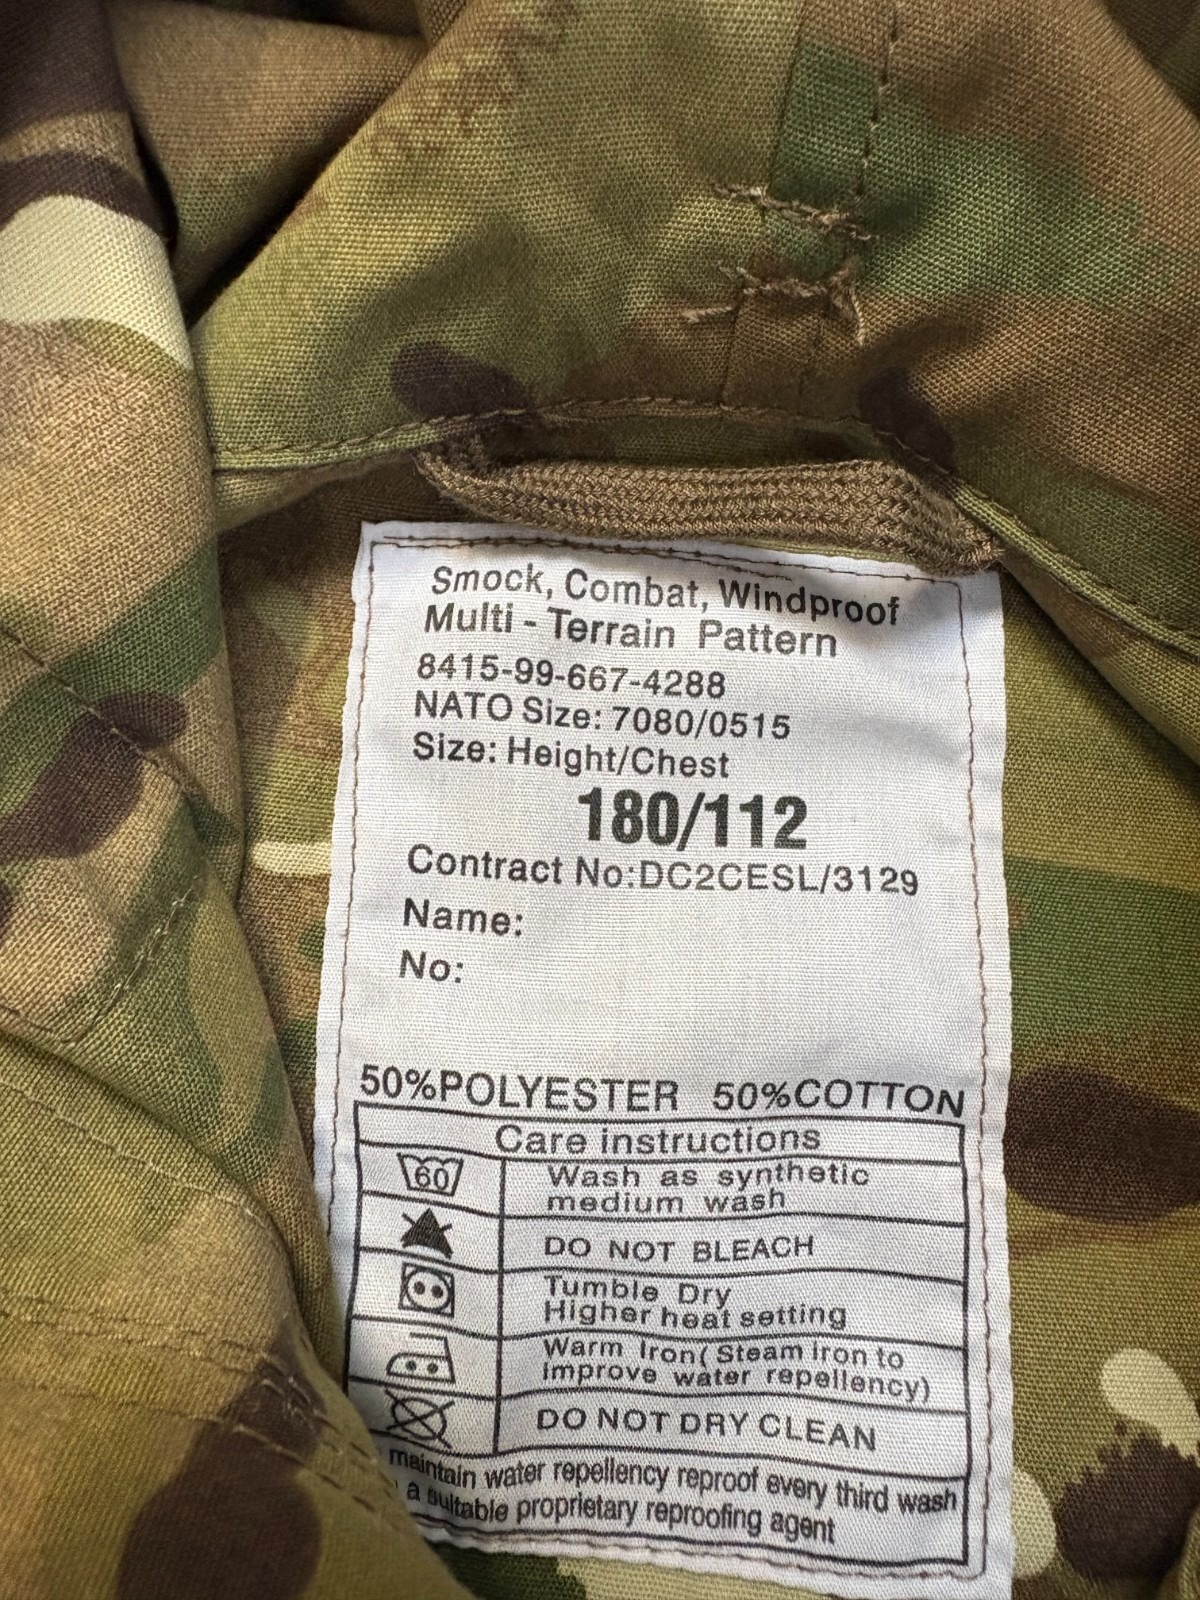 Smock, Combat, Windproof
Multi - Terrain Pattern
8415-99-667-4288
NATO Size: 7080/0515
Size: Height/Chest
180/112
Contract No:DC2CESL/3129
Name:
No:
50%POLYESTER 50%COTTON
Care instructions
60
Wash as synthetic
medium wash
DO NOT BLEACH
Tumble Dry
Higher heat setting
Warm Iron( Steam iron to
improve water repellency)
DO NOT DRY CLEAN
maintain water repellency reproof every third wash
a suitable proprietary reproofing agent